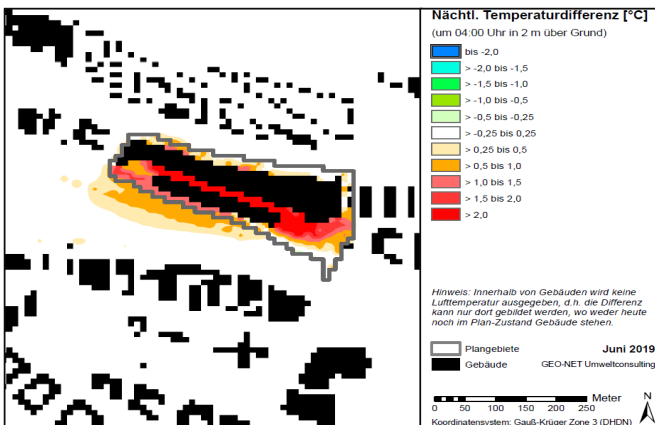 Nächtl. Temperaturdifferenz [°C]
(um 04:00 Uhr in 2 m über Grund)
bis -2,0
> -2,0 bis -1,5
> -1,5 bis -1,0
> -1,0 bis -0,5
> -0,5 bis -0,25
> -0,25 bis 0,25
> 0,25 bis 0,5
> 0,5 bis 1,0
> 1,0 bis 1,5
> 1,5 bis 2,0
> 2,0
Hinweis: Innerhalb von Gebäuden wird keine
Lufttemperatur ausgegeben, d.h. die Differenz
kann nur dort gebildet werden, wo weder heute
noch im Plan-Zustand Gebäude stehen.
Plangebiete Juni 2019
Gebäude GEO-NET Umweltconsulting
Meter N
0 50 100 150 200 250
Koordinatensystem: Gauß-Krüger Zone 3 (DHDN)